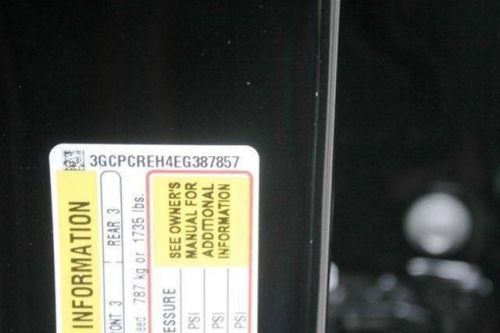 3GCPCREH4EG387857
INFORMATION
ONT 3 | REAR 3
eed 787 kg or 1735 lbs.
ESSURE
SEE OWNER'S
MANUAL FOR
ADDITIONAL
INFORMATION
PSI
PSI